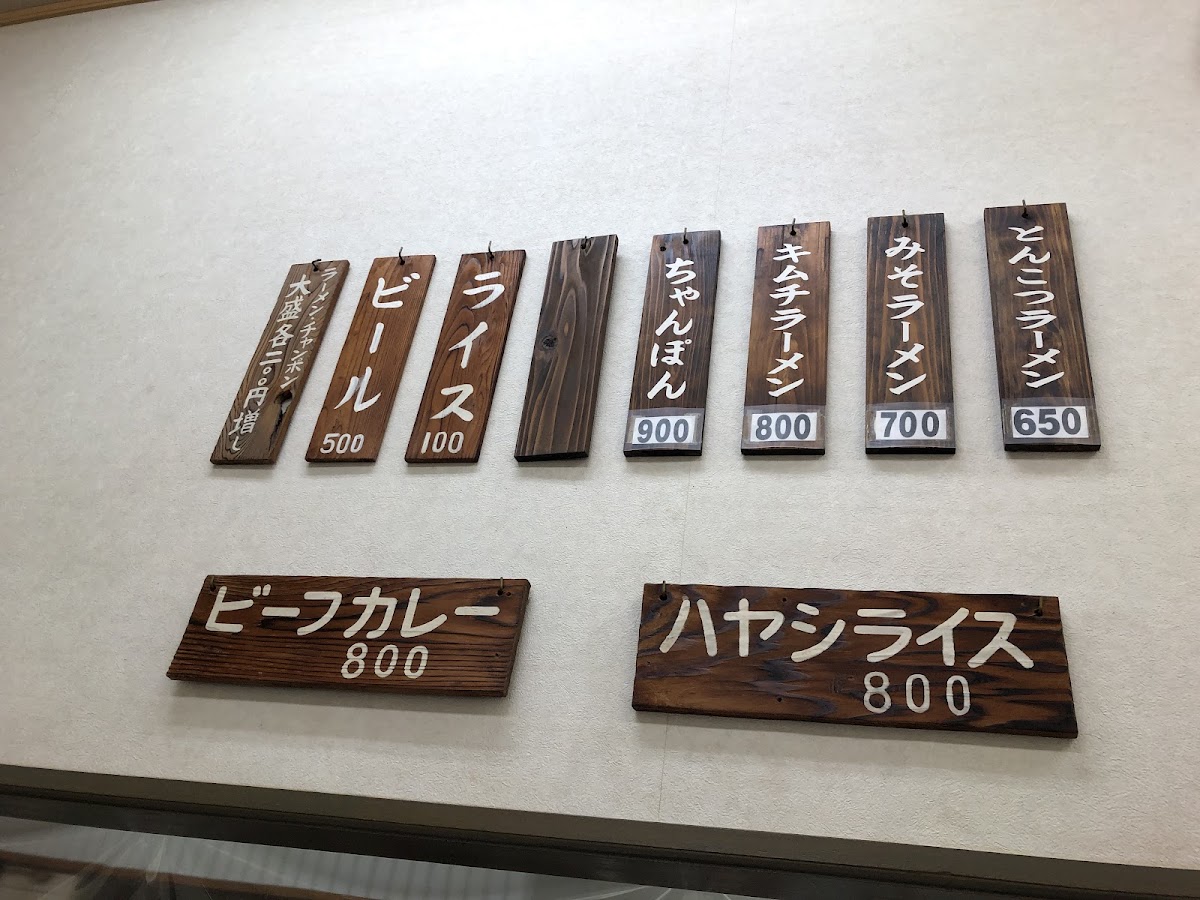 とんこつラーメン
650
みそラーメン
700
キムチラーメン
800
ちゃんぽん
900
ライス
100
ビール
500
ラーメン・チャンポン
大盛各二〇〇円増し
ビーフカレー
800
ハヤシライス
800